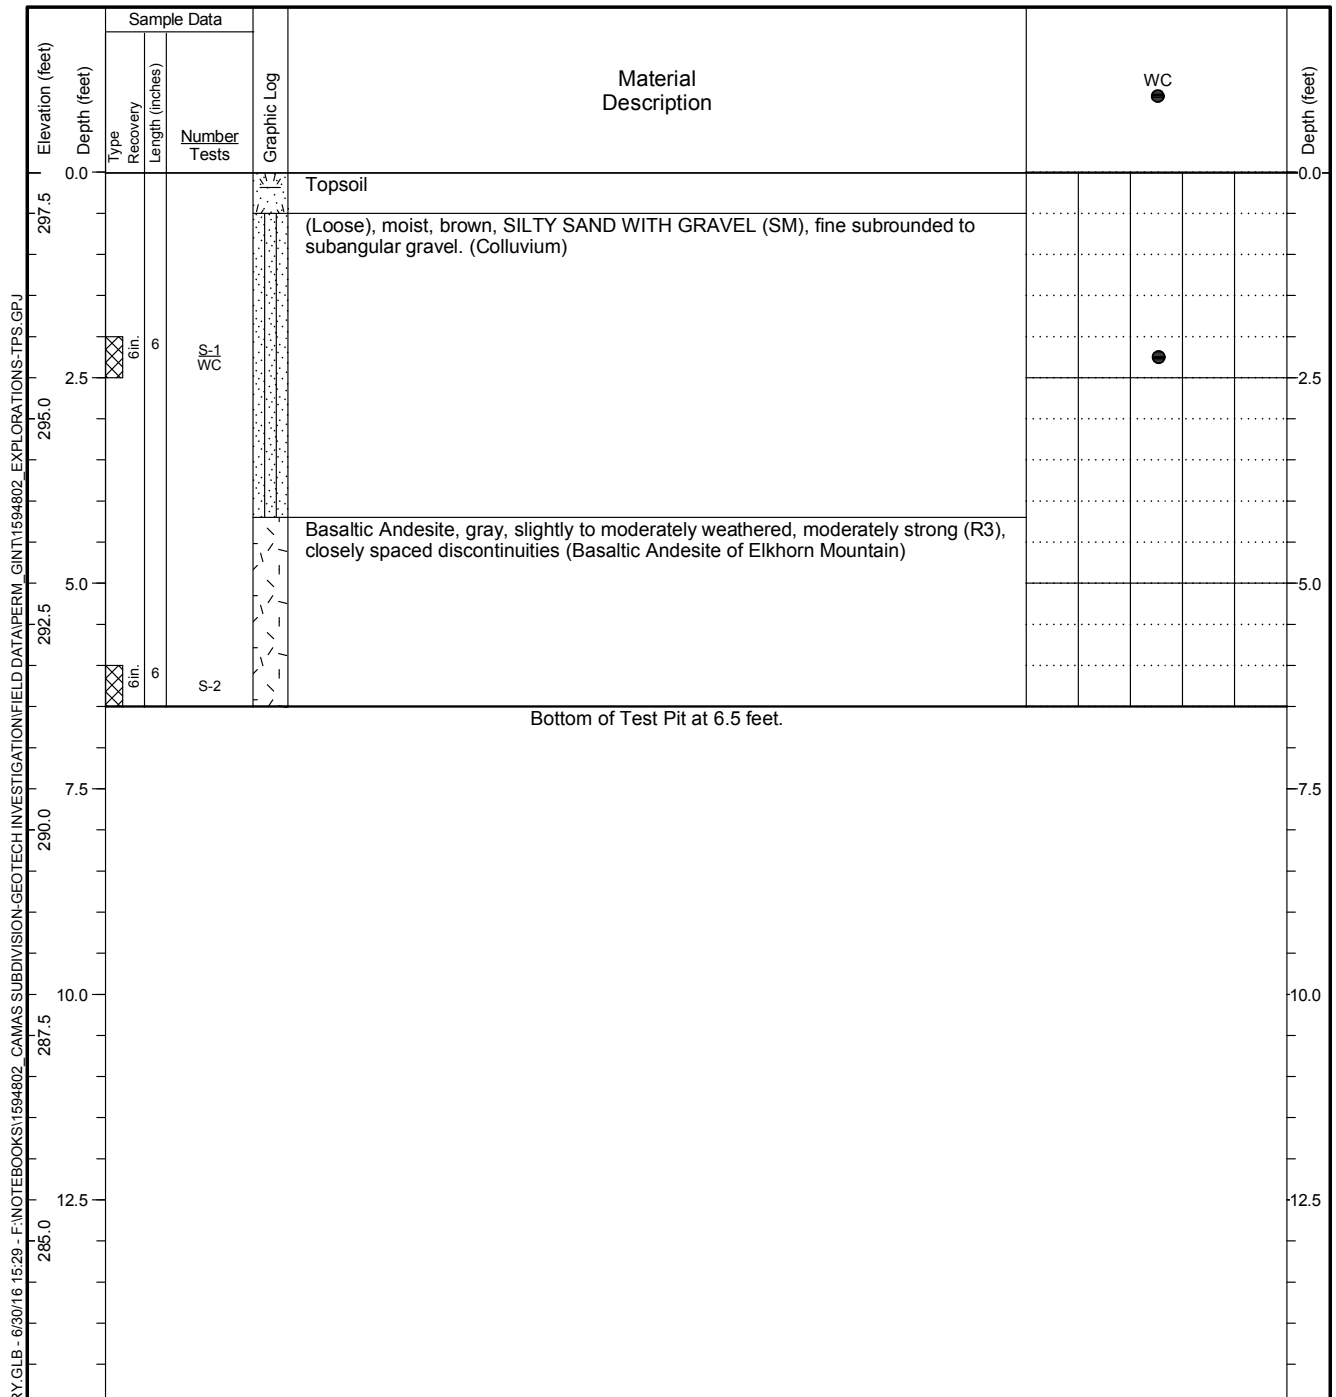 Sample Data
Elevation (feet)
Depth (feet)
Type
Recovery
Length (inches)
Number
Tests
Graphic Log
Material
Description
WC
Depth (feet)
0.0
Topsoil
0.0
297.5
(Loose), moist, brown, SILTY SAND WITH GRAVEL (SM), fine subrounded to
subangular gravel. (Colluvium)
6in.
6
S-1
WC
2.5
2.5
295.0
Basaltic Andesite, gray, slightly to moderately weathered, moderately strong (R3),
closely spaced discontinuities (Basaltic Andesite of Elkhorn Mountain)
5.0
5.0
292.5
6in.
6
S-2
Bottom of Test Pit at 6.5 feet.
7.5
7.5
290.0
10.0
10.0
287.5
12.5
12.5
285.0
RY.GLB - 6/30/16 15:29 - F:\NOTEBOOKS\1594802_CAMAS SUBDIVISION-GEOTECH INVESTIGATION\FIELD DATA\PERM_GINT\1594802_EXPLORATIONS-TPS.GPJ